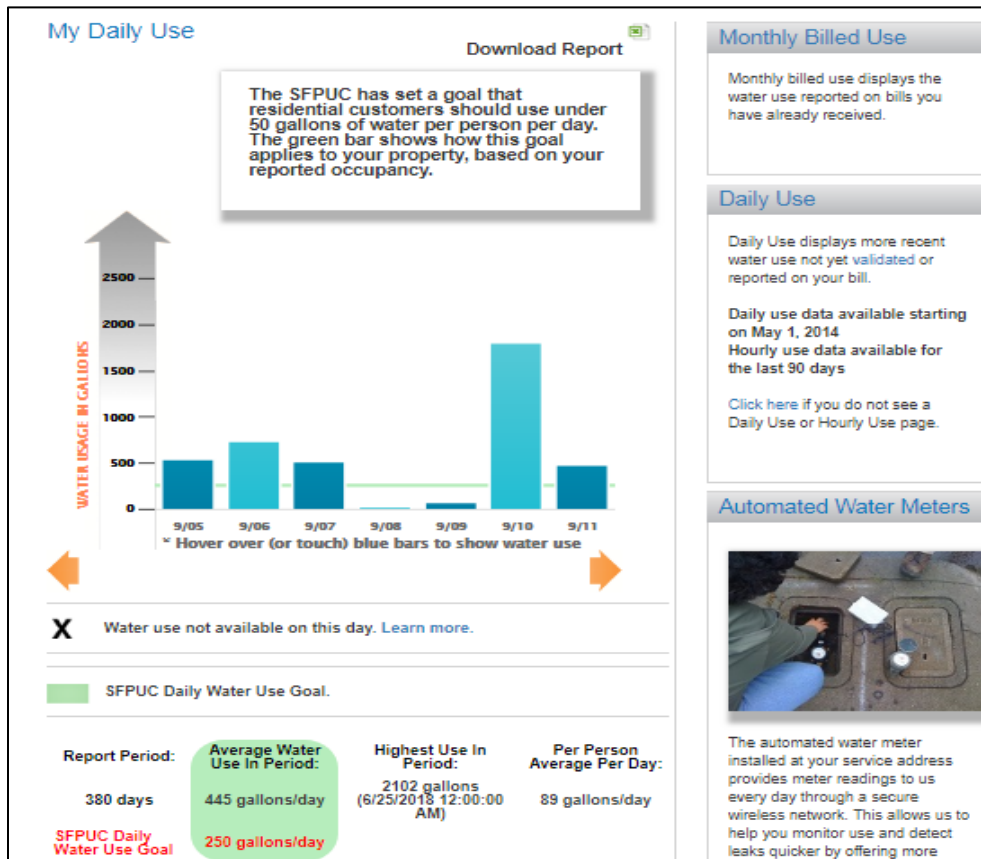 My Daily Use
Download Report
The SFPUC has set a goal that
residential customers should use under
50 gallons of water per person per day.
The green bar shows how this goal
applies to your property, based on your
reported occupancy.
WATER USAGE IN GALLONS
2500
2000
1500
1000
500
0
9/05 9/06 9/07 9/08 9/09 9/10 9/11
* Hover over (or touch) blue bars to show water use
X Water use not available on this day. Learn more.
SFPUC Daily Water Use Goal.
Report Period:
380 days
SFPUC Daily
Water Use Goal
Average Water
Use In Period:
445 gallons/day
250 gallons/day
Highest Use In
Period:
2102 gallons
(6/25/2018 12:00:00
AM)
Per Person
Average Per Day:
89 gallons/day
Monthly Billed Use
Monthly billed use displays the
water use reported on bills you
have already received.
Daily Use
Daily Use displays more recent
water use not yet validated or
reported on your bill.
Daily use data available starting
on May 1, 2014
Hourly use data available for
the last 90 days
Click here if you do not see a
Daily Use or Hourly Use page.
Automated Water Meters
The automated water meter
installed at your service address
provides meter readings to us
every day through a secure
wireless network. This allows us to
help you monitor use and detect
leaks quicker by offering more